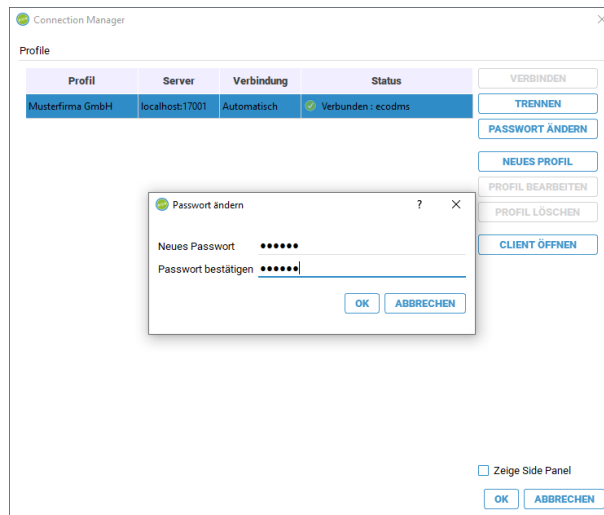 Connection Manager
Profile
Profil Server Verbindung Status
Musterfirma GmbH localhost:17001 Automatisch Verbunden : ecodms
VERBINDEN
TRENNEN
PASSWORT ÄNDERN
NEUES PROFIL
PROFIL BEARBEITEN
PROFIL LÖSCHEN
CLIENT ÖFFNEN
Passwort ändern ?
Neues Passwort ●●●●●●
Passwort bestätigen ●●●●●●
OK ABBRECHEN
Zeige Side Panel
OK ABBRECHEN